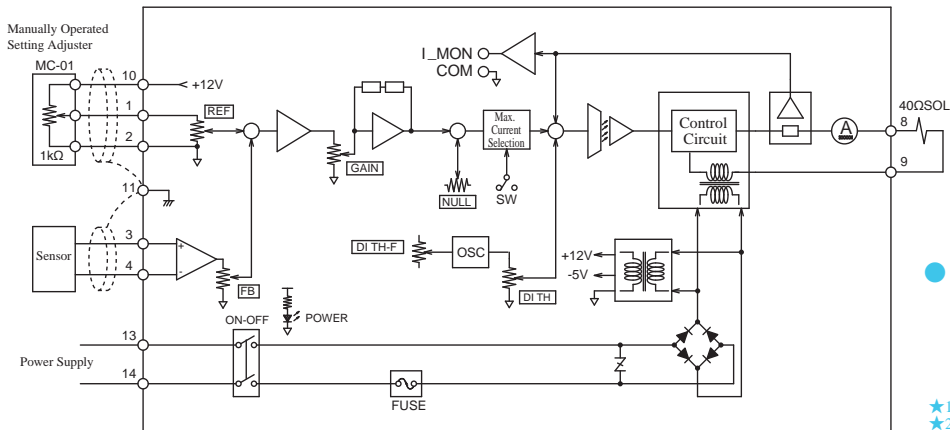 Manually Operated
Setting Adjuster
MC-01
10
+12V
1
REF
2
1kΩ
11
I_MON
COM
GAIN
NULL
Max.
Current
Selection
SW
Control
Circuit
A
40ΩSOL
8
9
Sensor
3
+
4
-
FB
DI TH-F
OSC
DI TH
+12V
-5V
POWER
ON-OFF
13
Power Supply
14
FUSE
★1
★2